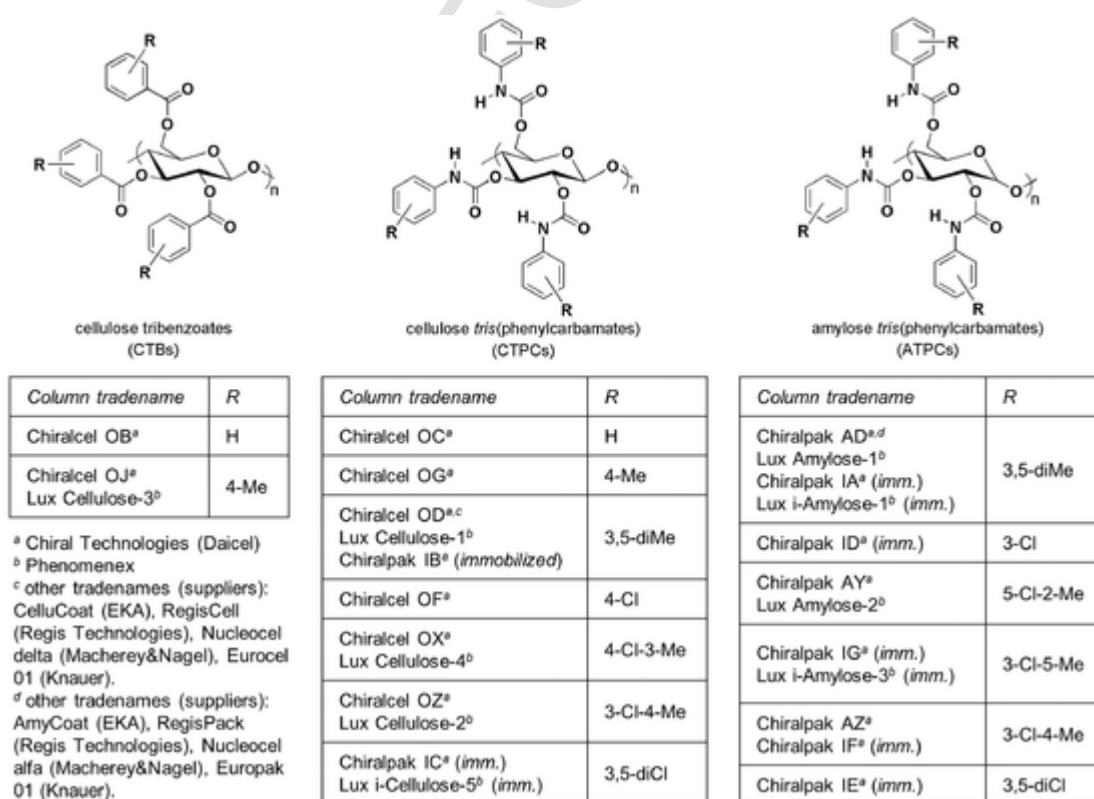 R
O
O
O
R
O
O
n
O
O
O
R
cellulose tribenzoates
(CTBs)
R
H N O
O
O
H
N O O
n
R
O
O
H N O
R
cellulose tris(phenylcarbamates)
(CTPCs)
R
H N O
O
O
H
N O O
n
R
O
O
H N O
R
amylose tris(phenylcarbamates)
(ATPCs)
Column tradename R
Chiralcel OBᵃ H
Chiralcel OJᵃ
Lux Cellulose-3ᵇ
4-Me
ᵃ Chiral Technologies (Daicel)
ᵇ Phenomenex
ᶜ other tradenames (suppliers):
CelluCoat (EKA), RegisCell
(Regis Technologies), Nucleocel
delta (Macherey&Nagel), Eurocel
01 (Knauer).
ᵈ other tradenames (suppliers):
AmyCoat (EKA), RegisPack
(Regis Technologies), Nucleocel
alfa (Macherey&Nagel), Europak
01 (Knauer).
Column tradename R
Chiralcel OCᵃ H
Chiralcel OGᵃ 4-Me
Chiralcel ODᵃ,ᶜ
Lux Cellulose-1ᵇ
Chiralpak IBᵃ (immobilized)
3,5-diMe
Chiralcel OFᵃ 4-Cl
Chiralcel OXᵃ
Lux Cellulose-4ᵇ
4-Cl-3-Me
Chiralcel OZᵃ
Lux Cellulose-2ᵇ
3-Cl-4-Me
Chiralpak ICᵃ (imm.)
Lux i-Cellulose-5ᵇ (imm.)
3,5-diCl
Column tradename R
Chiralpak ADᵃ,ᵈ
Lux Amylose-1ᵇ
Chiralpak IAᵃ (imm.)
Lux i-Amylose-1ᵇ (imm.)
3,5-diMe
Chiralpak IDᵃ (imm.) 3-Cl
Chiralpak AYᵃ
Lux Amylose-2ᵇ
5-Cl-2-Me
Chiralpak IGᵃ (imm.)
Lux i-Amylose-3ᵇ (imm.)
3-Cl-5-Me
Chiralpak AZᵃ
Chiralpak IFᵃ (imm.)
3-Cl-4-Me
Chiralpak IEᵃ (imm.) 3,5-diCl